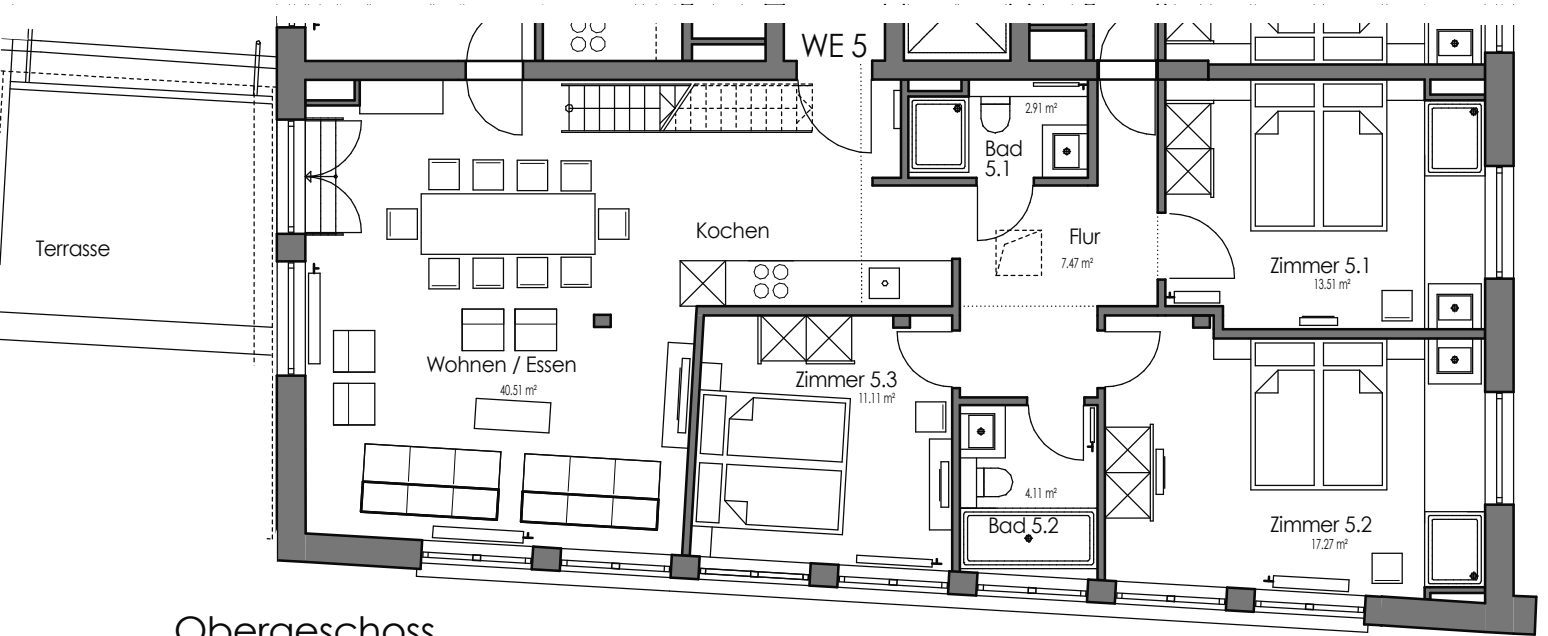 WE 5
2.91 m²
Bad
5.1
Kochen
Flur
7.47 m²
Terrasse
Zimmer 5.1
13.51 m²
Wohnen / Essen
40.51 m²
Zimmer 5.3
11.11 m²
4.11 m²
Bad 5.2
Zimmer 5.2
17.27 m²
Obergeschoss